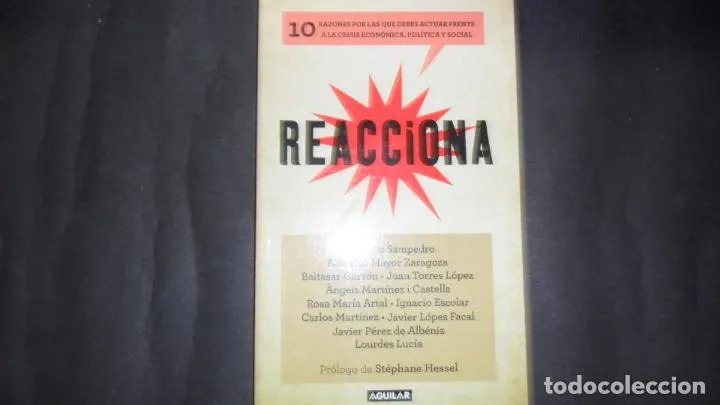 10 RAZONES POR LAS QUE DEBES ACTUAR FRENTE
A LA CRISIS ECONÓMICA, POLÍTICA Y SOCIAL
REACCiONA
Sampedro
Mayor Zaragoza
Baltasar Garzón · Juan Torres López
Àngels Martínez i Castells
Rosa María Artal · Ignacio Escolar
Carlos Martínez · Javier López Facal
Javier Pérez de Albéniz
Lourdes Lucía
Prólogo de Stéphane Hessel
AGUILAR
todocoleccion
todocoleccion.net